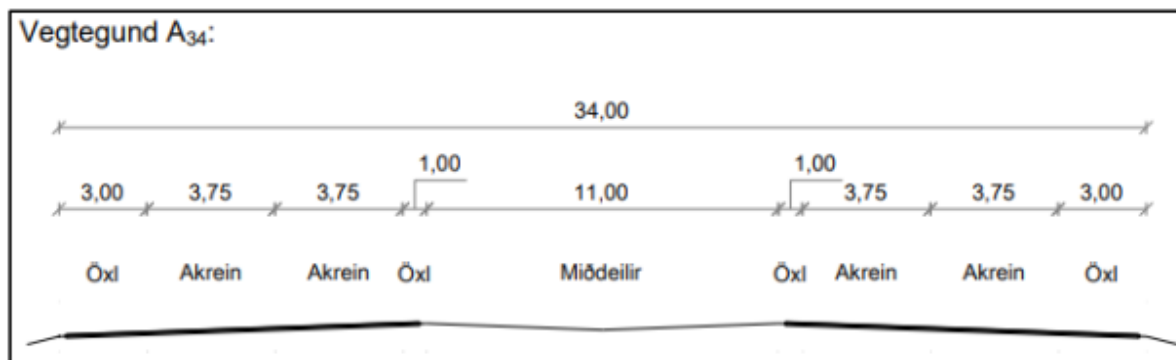 Vegtegund A34:
34,00
1,00 1,00
3,00 3,75 3,75 11,00 3,75 3,75 3,00
Öxl Akrein Akrein Öxl Miðdeilir Öxl Akrein Akrein Öxl